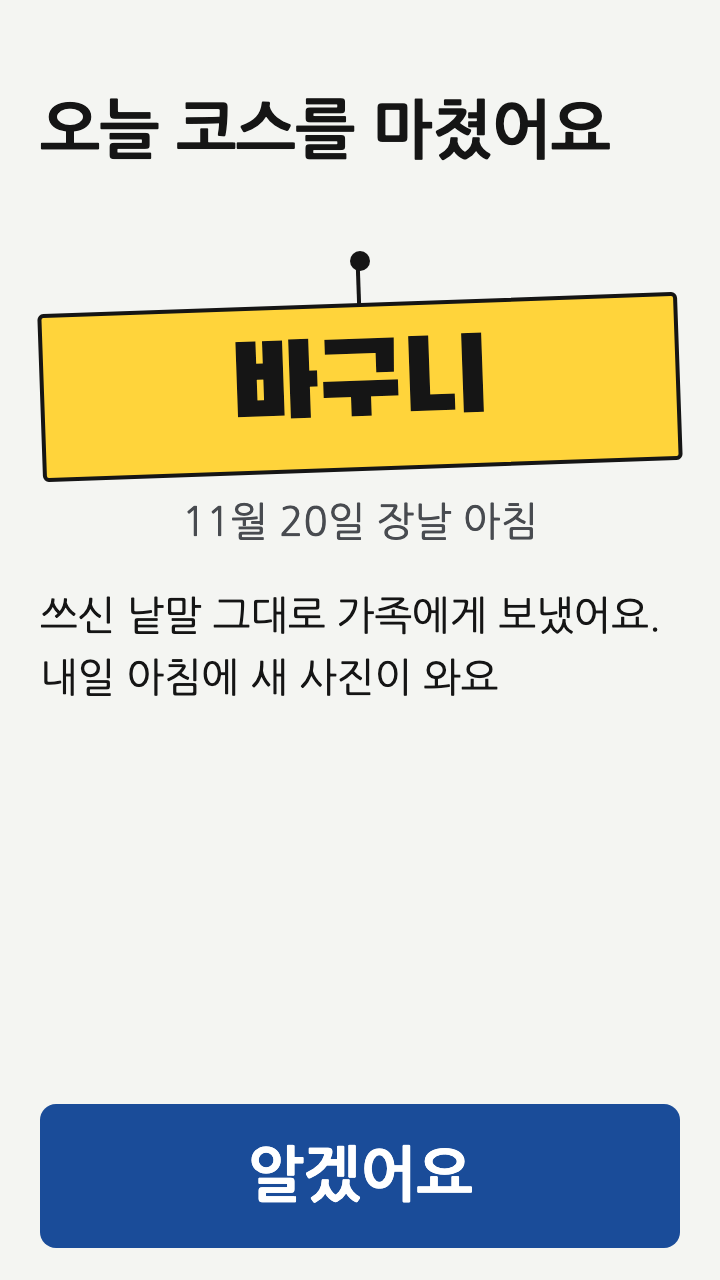 오늘 코스를 마쳤어요
바구니
11월 20일 장날 아침
쓰신 낱말 그대로 가족에게 보냈어요.
내일 아침에 새 사진이 와요
알겠어요